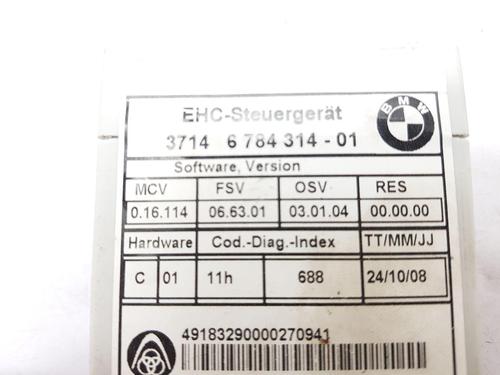 EHC-Steuergerät
BMW
3714 6 784 314 - 01
Software, Version
MCV FSV OSV RES
0.16.114 06.63.01 03.01.04 00.00.00
Hardware Cod.-Diag.-Index TT/MM/JJ
C 01 11h 688 24/10/08
49183290000270941